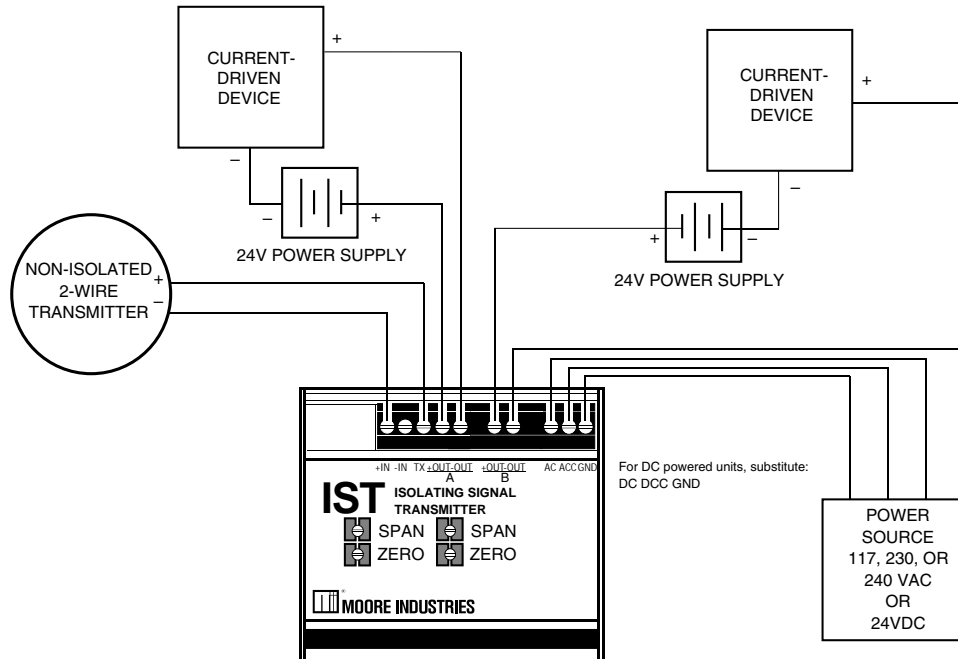 CURRENT-
DRIVEN
DEVICE
+
–
–
+
24V POWER SUPPLY
CURRENT-
DRIVEN
DEVICE
+
–
+
–
24V POWER SUPPLY
NON-ISOLATED
2-WIRE
TRANSMITTER
+
–
+IN -IN TX +OUT-OUT +OUT-OUT AC ACC GND
A B
For DC powered units, substitute:
DC DCC GND
IST
ISOLATING SIGNAL
TRANSMITTER
SPAN SPAN
ZERO ZERO
® MOORE INDUSTRIES
POWER
SOURCE
117, 230, OR
240 VAC
OR
24VDC